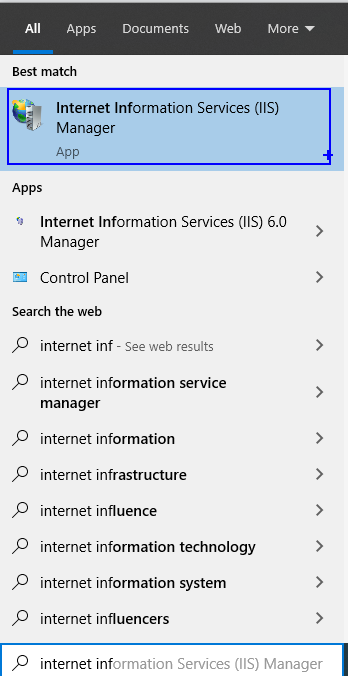 All Apps Documents Web More
Best match
Internet Information Services (IIS)
Manager
App
Apps
Internet Information Services (IIS) 6.0
Manager
Control Panel
Search the web
internet inf - See web results
internet information service
manager
internet information
internet infrastructure
internet influence
internet information technology
internet information system
internet influencers
internet information Services (IIS) Manager